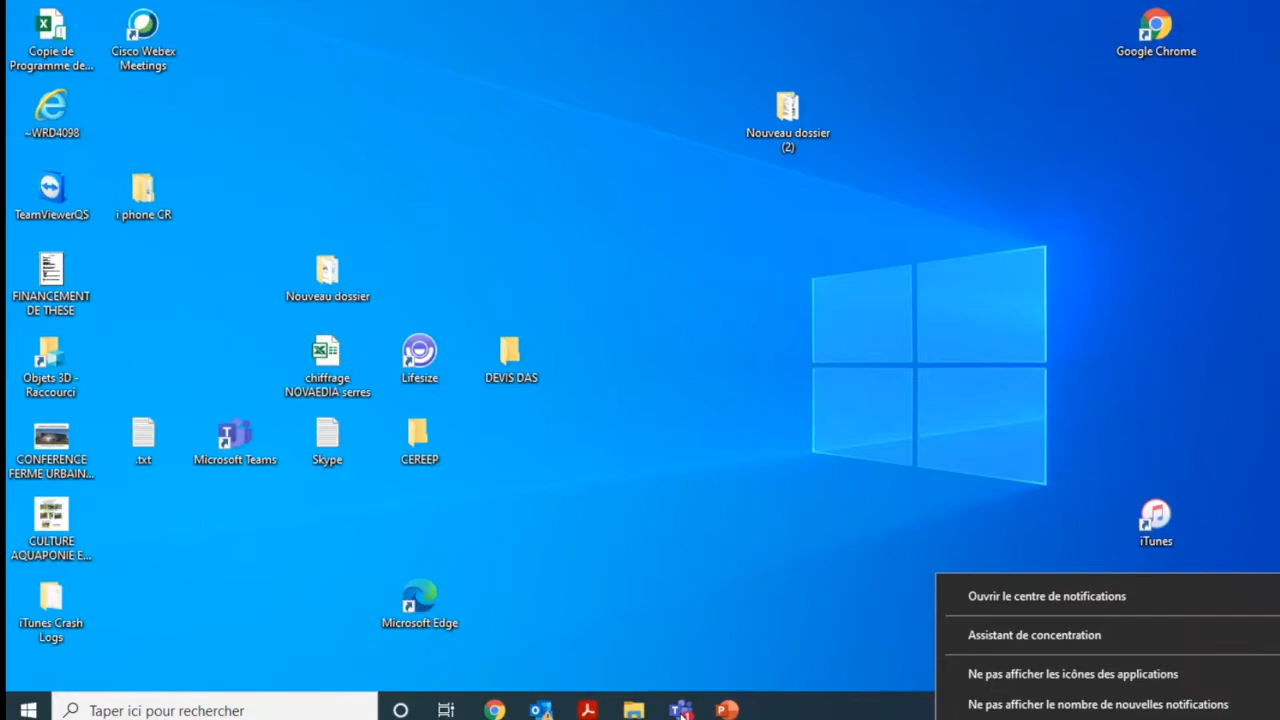 Copie de
Programme de...
Cisco Webex
Meetings
Google Chrome
~WRD4098
Nouveau dossier
(2)
TeamViewerQS
i phone CR
FINANCEMENT
DE THESE
Nouveau dossier
Objets 3D -
Raccourci
chiffrage
NOVAEDIA serres
Lifesize
DEVIS DAS
CONFERENCE
FERME URBAIN...
.txt
Microsoft Teams
Skype
CEREEP
CULTURE
AQUAPONIE E...
iTunes
iTunes Crash
Logs
Microsoft Edge
Ouvrir le centre de notifications
Assistant de concentration
Ne pas afficher les icônes des applications
Ne pas afficher le nombre de nouvelles notifications
Taper ici pour rechercher